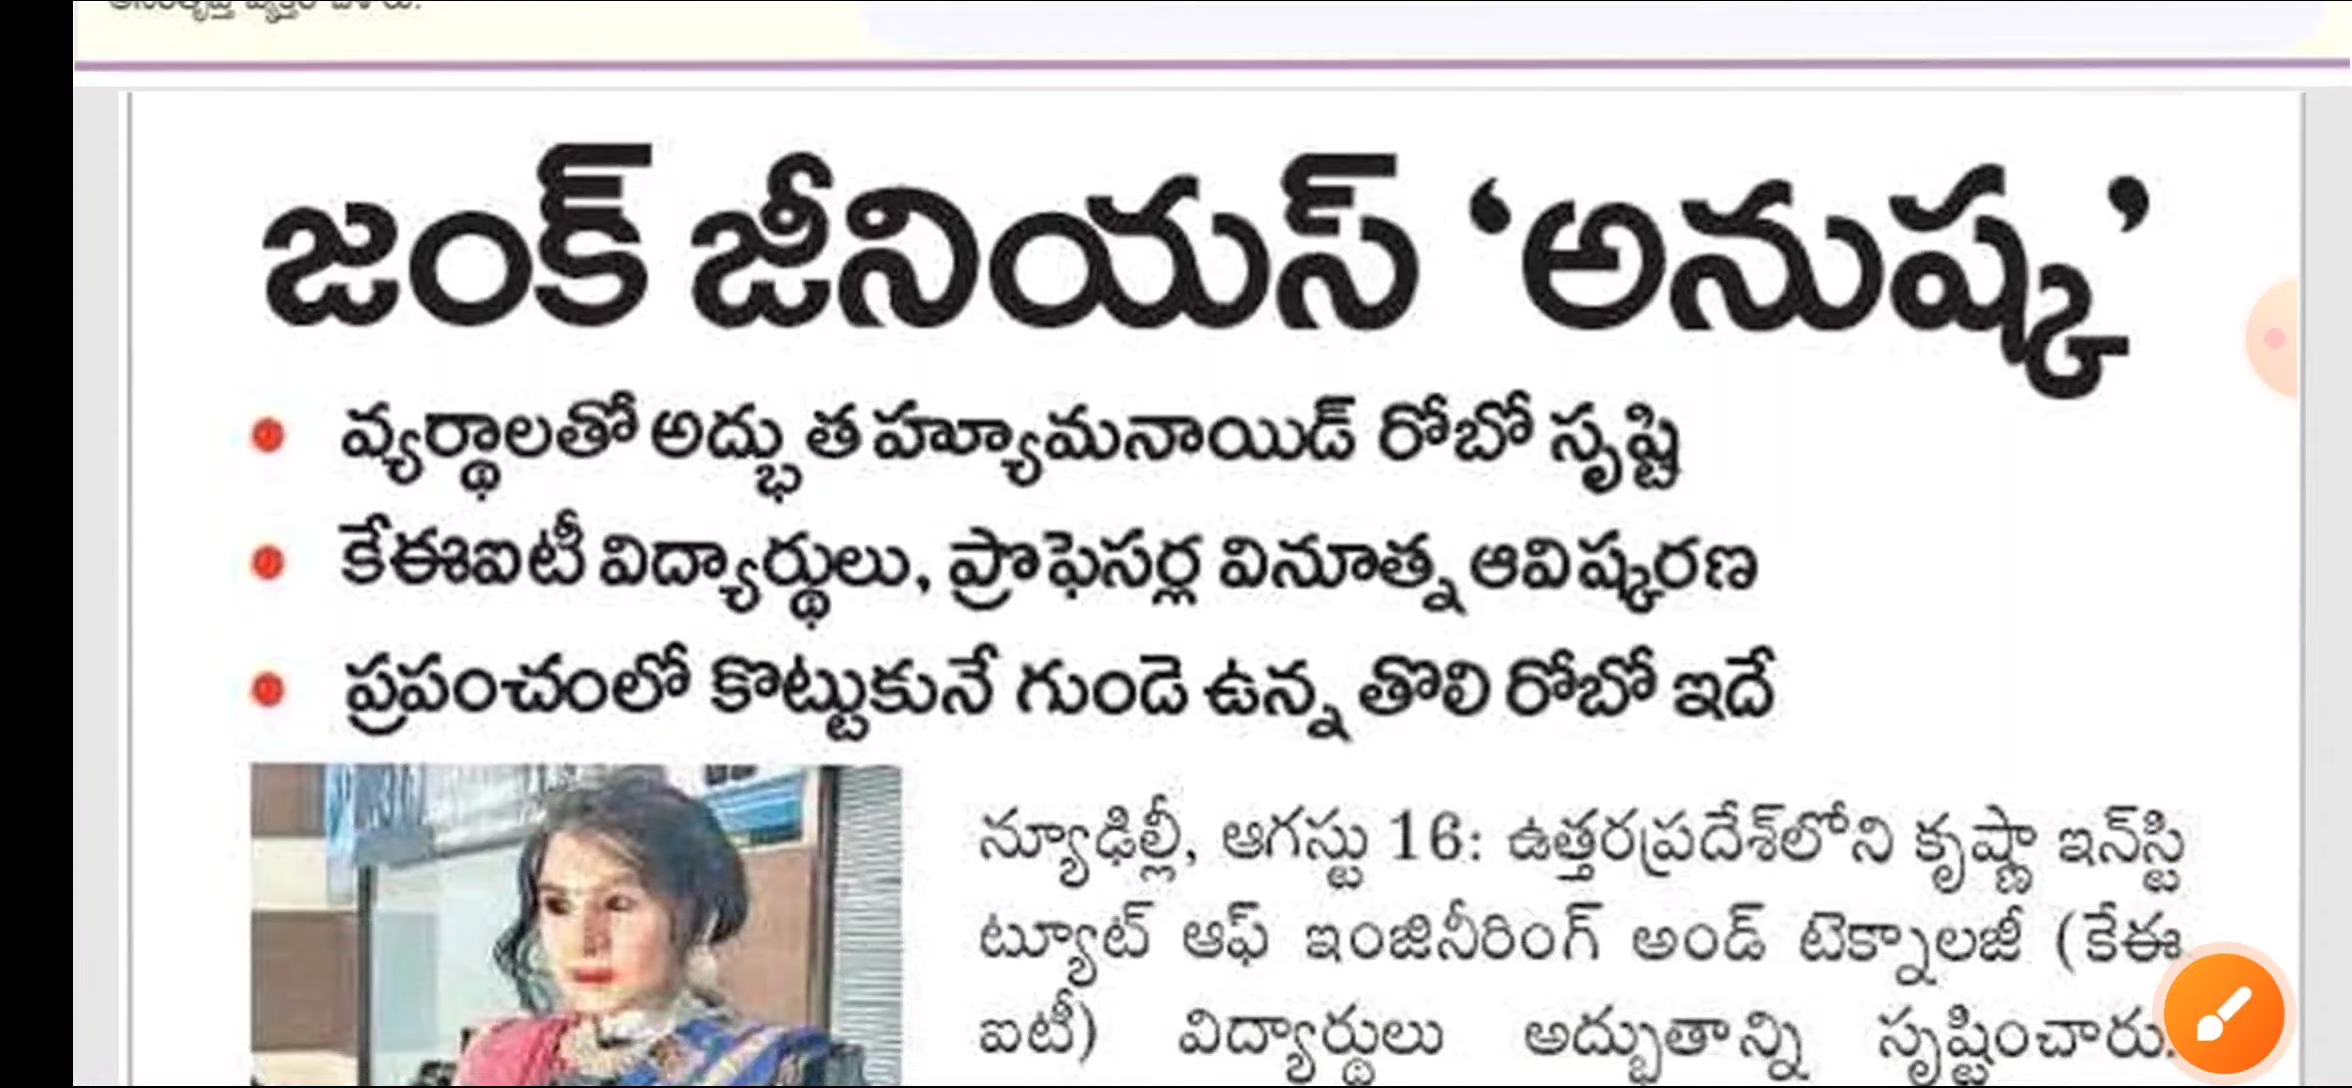 జంక్ జీనియస్ ‘అనుష్క’
• వ్యర్థాలతో అద్భుత హ్యూమనాయిడ్ రోబో సృష్టి
• కేఈఐటీ విద్యార్థులు, ప్రొఫెసర్ల వినూత్న ఆవిష్కరణ
• ప్రపంచంలో కొట్టుకునే గుండె ఉన్న తొలి రోబో ఇదే
న్యూఢిల్లీ, ఆగస్టు 16: ఉత్తరప్రదేశ్‌లోని కృష్ణా ఇన్‌స్టి
ట్యూట్ ఆఫ్ ఇంజినీరింగ్ అండ్ టెక్నాలజీ (కేఈ
ఐటీ) విద్యార్థులు అద్భుతాన్ని సృష్టించారు.